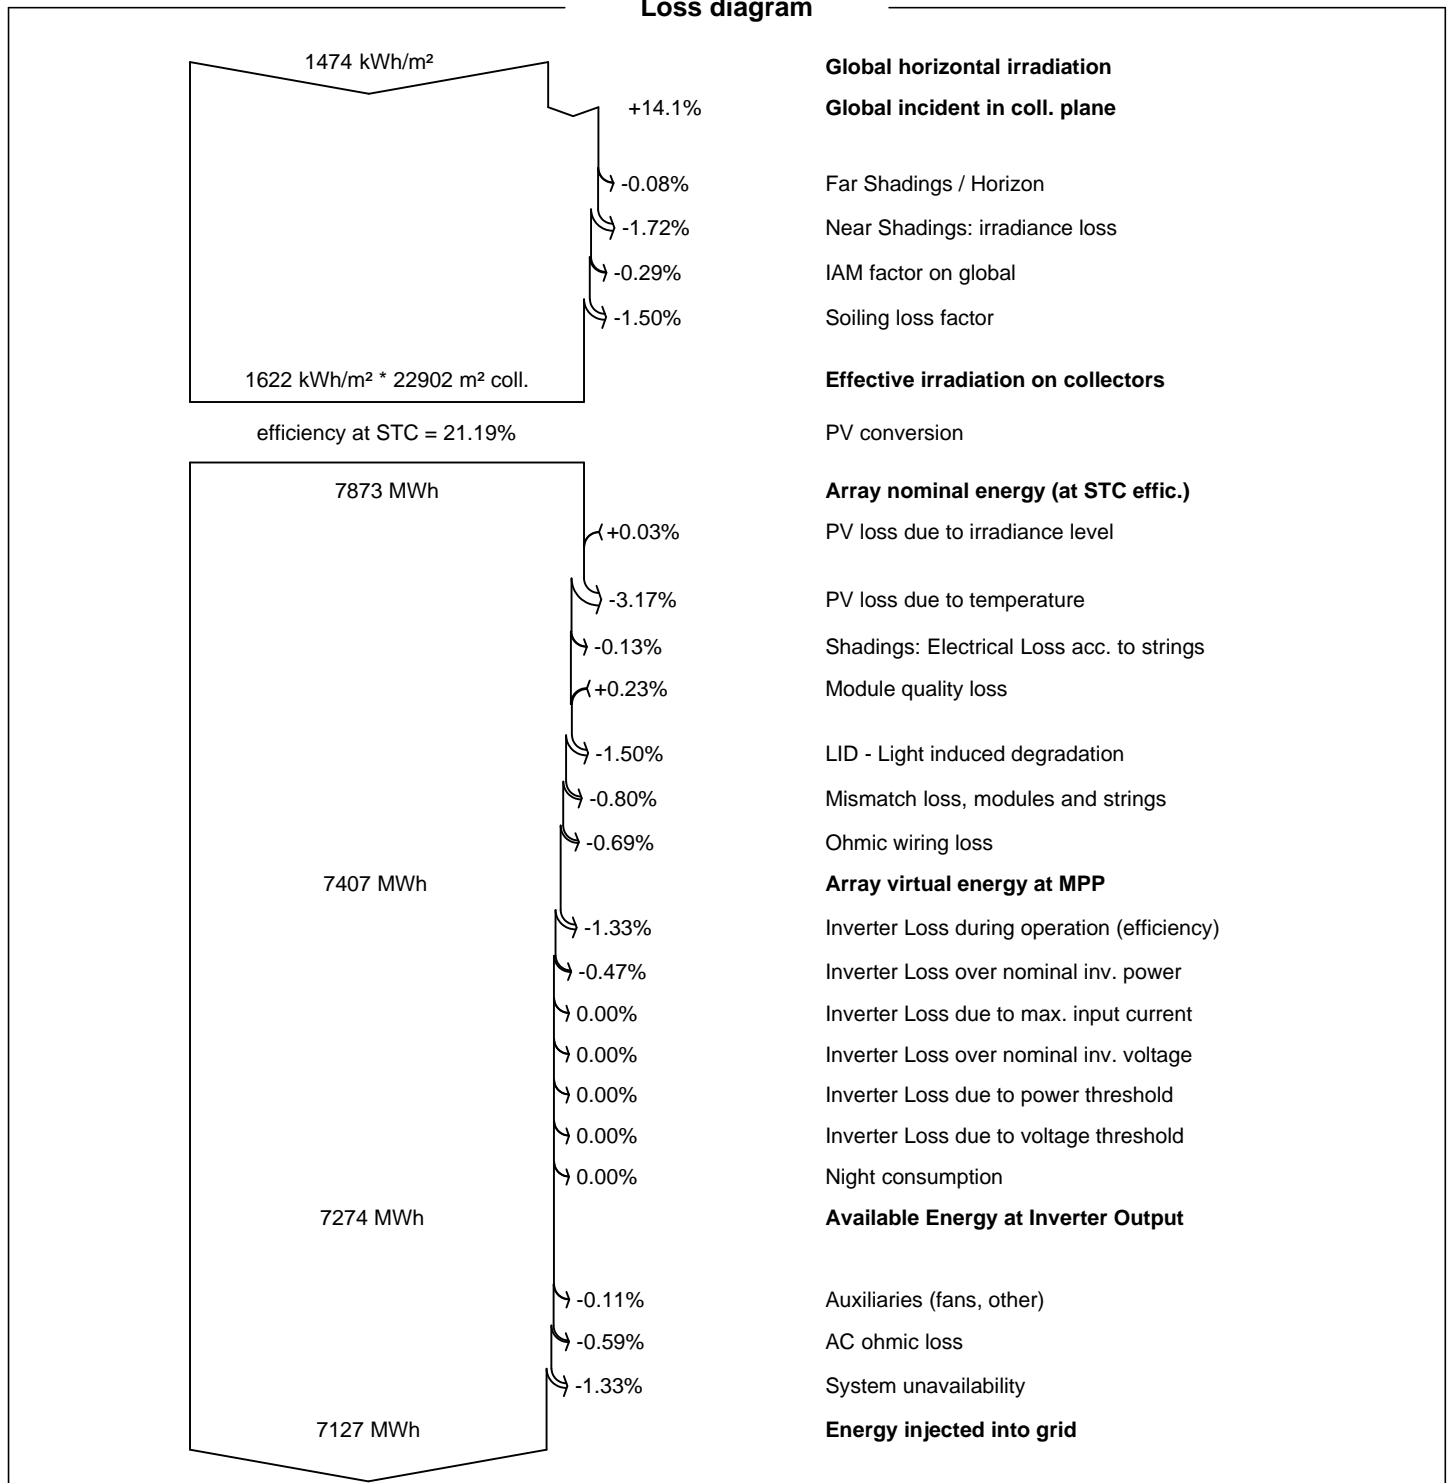 Loss diagram
1474 kWh/m² Global horizontal irradiation
+14.1% Global incident in coll. plane
-0.08% Far Shadings / Horizon
-1.72% Near Shadings: irradiance loss
-0.29% IAM factor on global
-1.50% Soiling loss factor
1622 kWh/m² * 22902 m² coll. Effective irradiation on collectors
efficiency at STC = 21.19% PV conversion
7873 MWh Array nominal energy (at STC effic.)
+0.03% PV loss due to irradiance level
-3.17% PV loss due to temperature
-0.13% Shadings: Electrical Loss acc. to strings
+0.23% Module quality loss
-1.50% LID - Light induced degradation
-0.80% Mismatch loss, modules and strings
-0.69% Ohmic wiring loss
7407 MWh Array virtual energy at MPP
-1.33% Inverter Loss during operation (efficiency)
-0.47% Inverter Loss over nominal inv. power
0.00% Inverter Loss due to max. input current
0.00% Inverter Loss over nominal inv. voltage
0.00% Inverter Loss due to power threshold
0.00% Inverter Loss due to voltage threshold
0.00% Night consumption
7274 MWh Available Energy at Inverter Output
-0.11% Auxiliaries (fans, other)
-0.59% AC ohmic loss
-1.33% System unavailability
7127 MWh Energy injected into grid